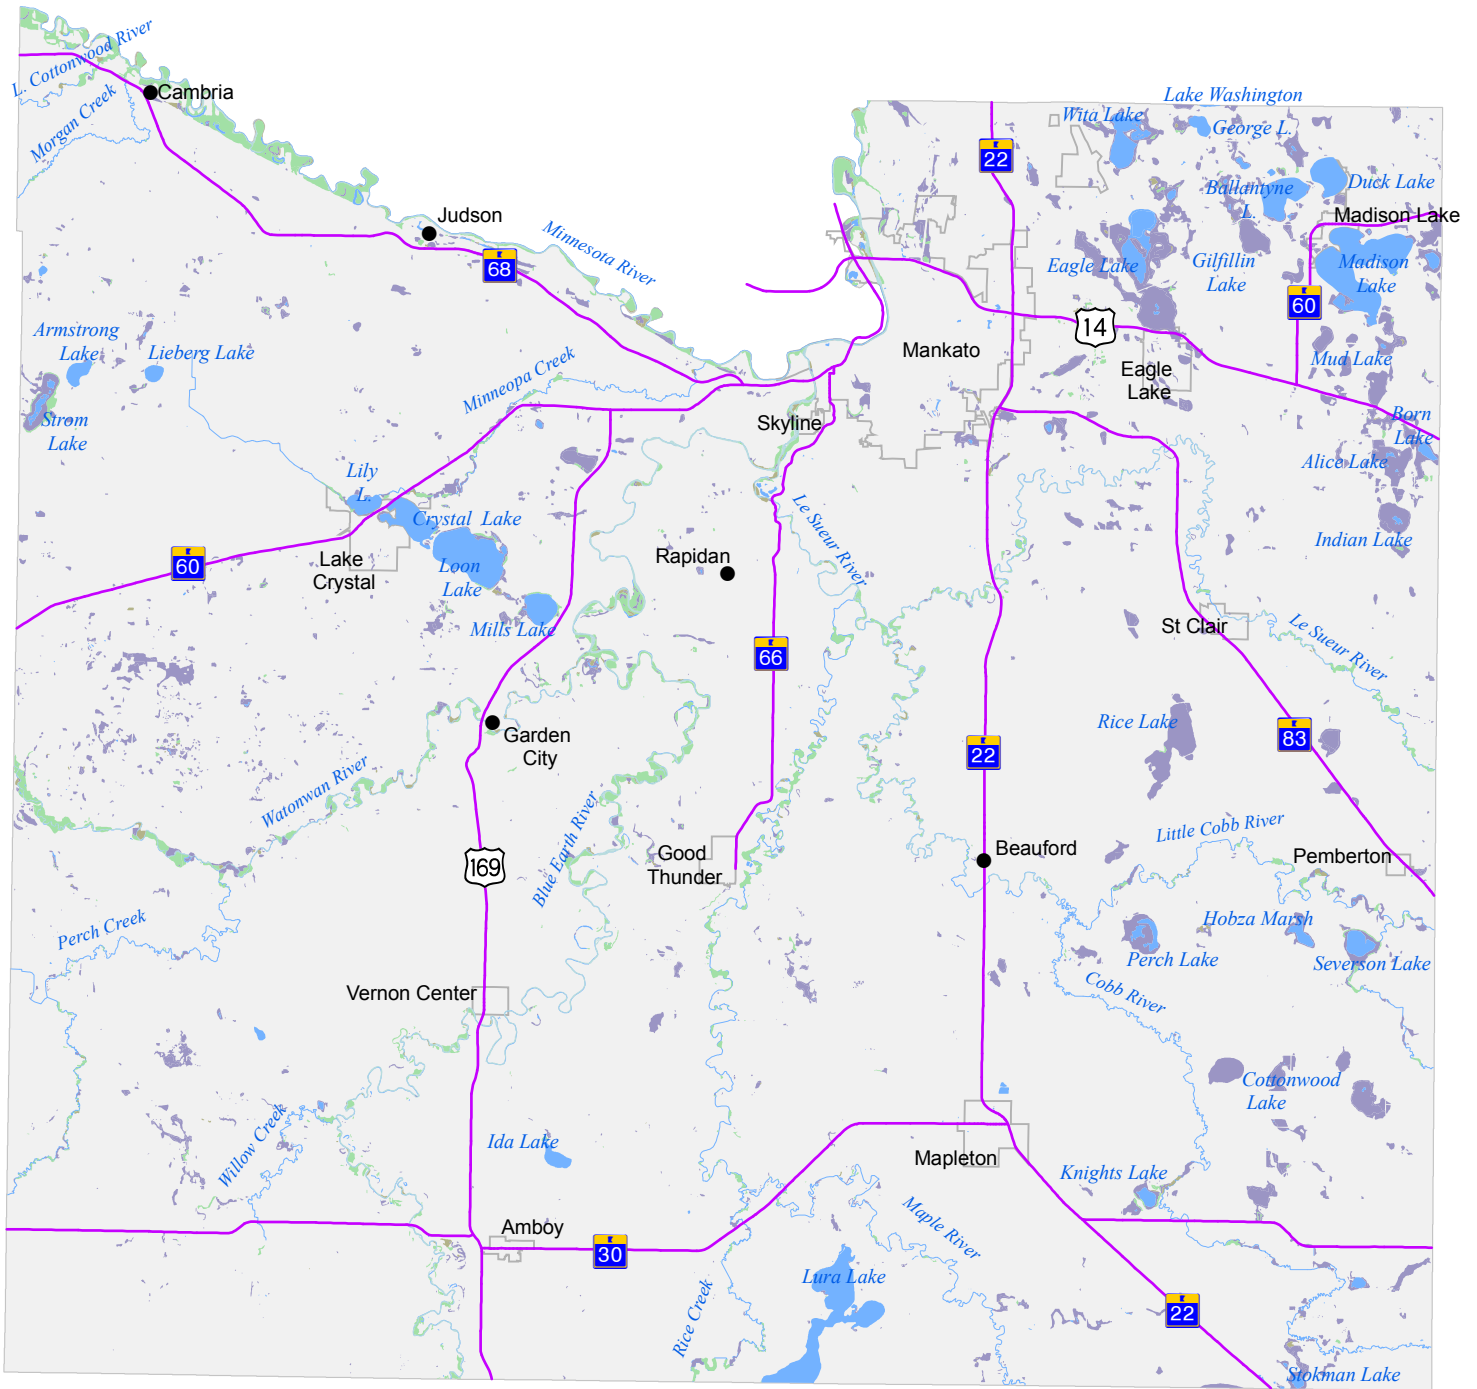 L. Cottonwood River
Cambria
Morgan Creek
Lake Washington
Wita Lake
George L.
22
Ballantyne
L.
Duck Lake
Madison Lake
Judson
Minnesota River
68
Eagle Lake
Gilfillin
Lake
Madison
Lake
60
14
Armstrong
Lake
Lieberg Lake
Mankato
Mud Lake
Eagle
Lake
Minneopa Creek
Strom
Lake
Skyline
Born
Lake
Alice Lake
Lily
L.
Crystal Lake
Le Sueur River
Indian Lake
60
Lake
Crystal
Loon
Lake
Rapidan
Mills Lake
St Clair
Le Sueur River
66
Rice Lake
83
Garden
City
22
Watonwan River
Blue Earth River
Little Cobb River
169
Good
Thunder
Beauford
Pemberton
Perch Creek
Hobza Marsh
Perch Lake
Severson Lake
Vernon Center
Cobb River
Cottonwood
Lake
Willow Creek
Ida Lake
Mapleton
Knights Lake
Amboy
30
Maple River
Lura Lake
Rice Creek
22
Stokman Lake